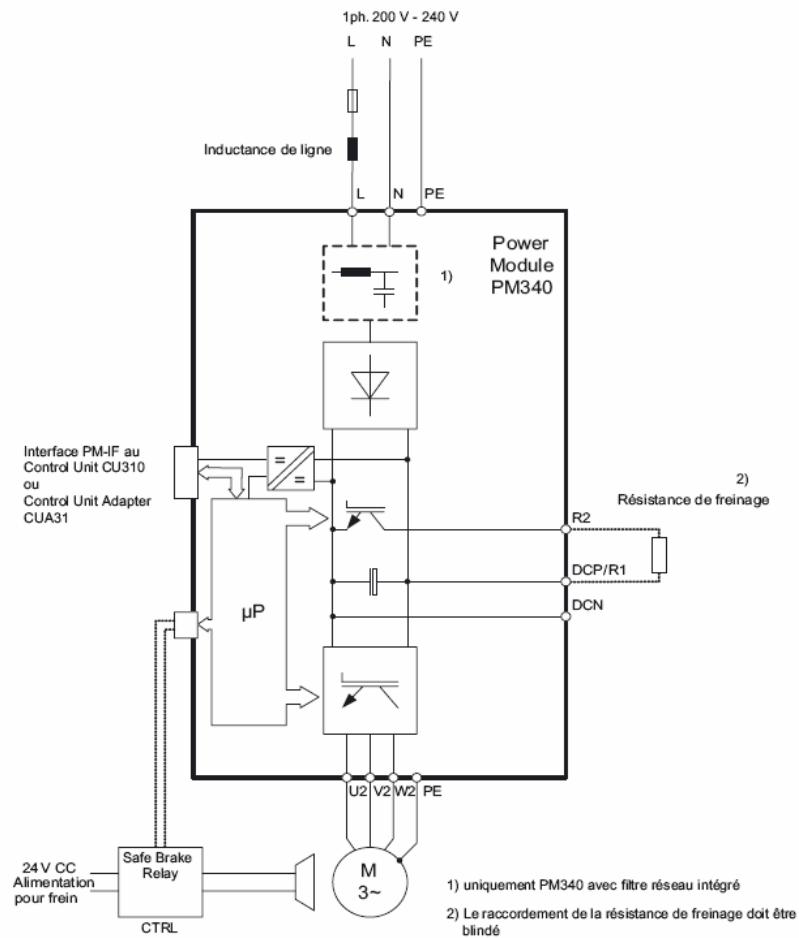 1ph. 200 V - 240 V
L N PE
Inductance de ligne
L N PE
Power
Module
PM340
1)
Interface PM-IF au
Control Unit CU310
ou
Control Unit Adapter
CUA31
=
=
2)
Résistance de freinage
R2
DCP/R1
DCN
µP
U2 V2 W2 PE
24 V CC
Alimentation
pour frein
Safe Brake
Relay
CTRL
M
3~
1) uniquement PM340 avec filtre réseau intégré
2) Le raccordement de la résistance de freinage doit être
blindé